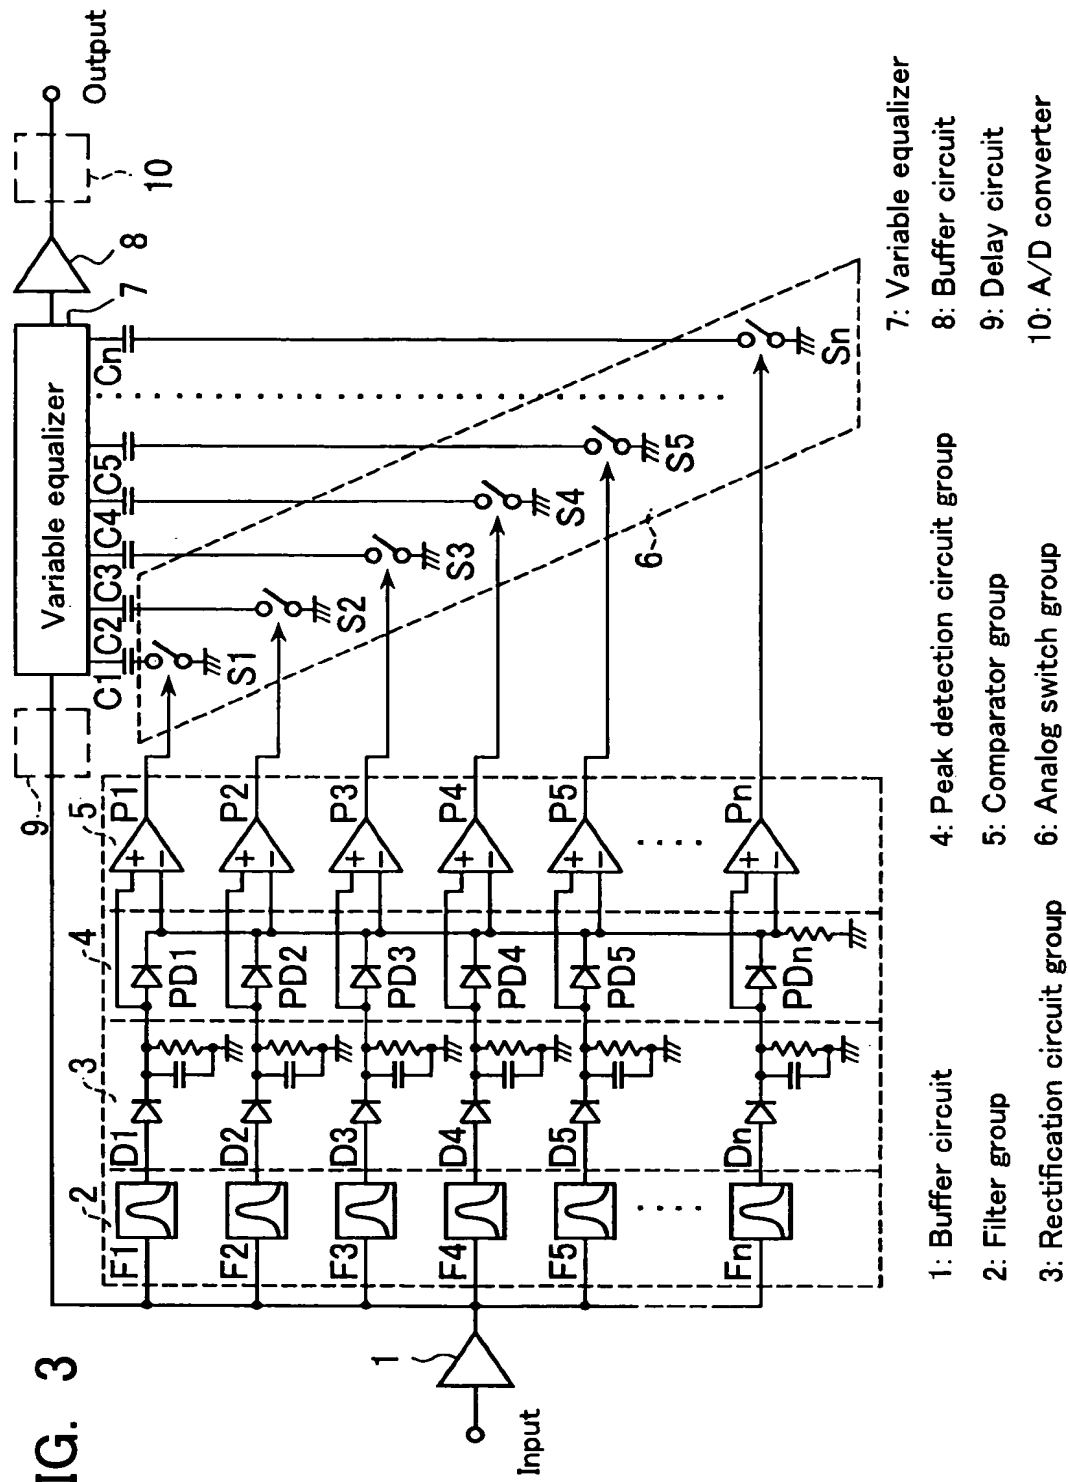 IG. 3
Input
1
2
3
4
5
9
F1
F2
F3
F4
F5
Fn
D1
D2
D3
D4
D5
Dn
PD1
PD2
PD3
PD4
PD5
PDn
+
−
+
−
+
−
+
−
+
−
+
−
P1
P2
P3
P4
P5
Pn
S1
S2
S3
S4
S5
Sn
6
C1
C2
C3
C4
C5
Cn
Variable equalizer
7
8
10
Output
1: Buffer circuit
2: Filter group
3: Rectification circuit group
4: Peak detection circuit group
5: Comparator group
6: Analog switch group
7: Variable equalizer
8: Buffer circuit
9: Delay circuit
10: A/D converter